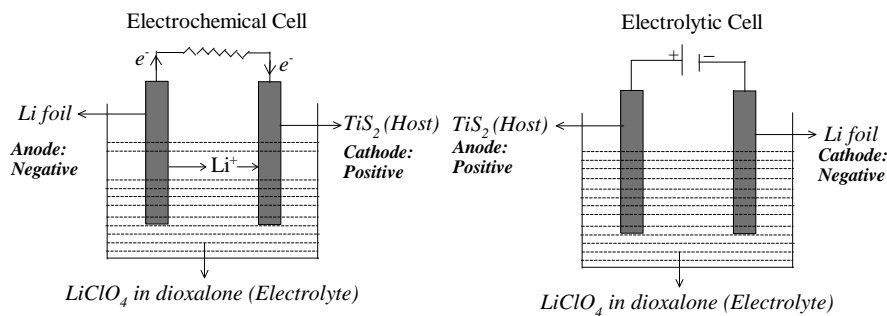 Electrochemical Cell
e⁻
e⁻
Li foil
Anode:
Negative
Li⁺
TiS₂ (Host)
Cathode:
Positive
LiClO₄ in dioxalone (Electrolyte)
Electrolytic Cell
+
−
TiS₂ (Host)
Anode:
Positive
Li foil
Cathode:
Negative
LiClO₄ in dioxalone (Electrolyte)